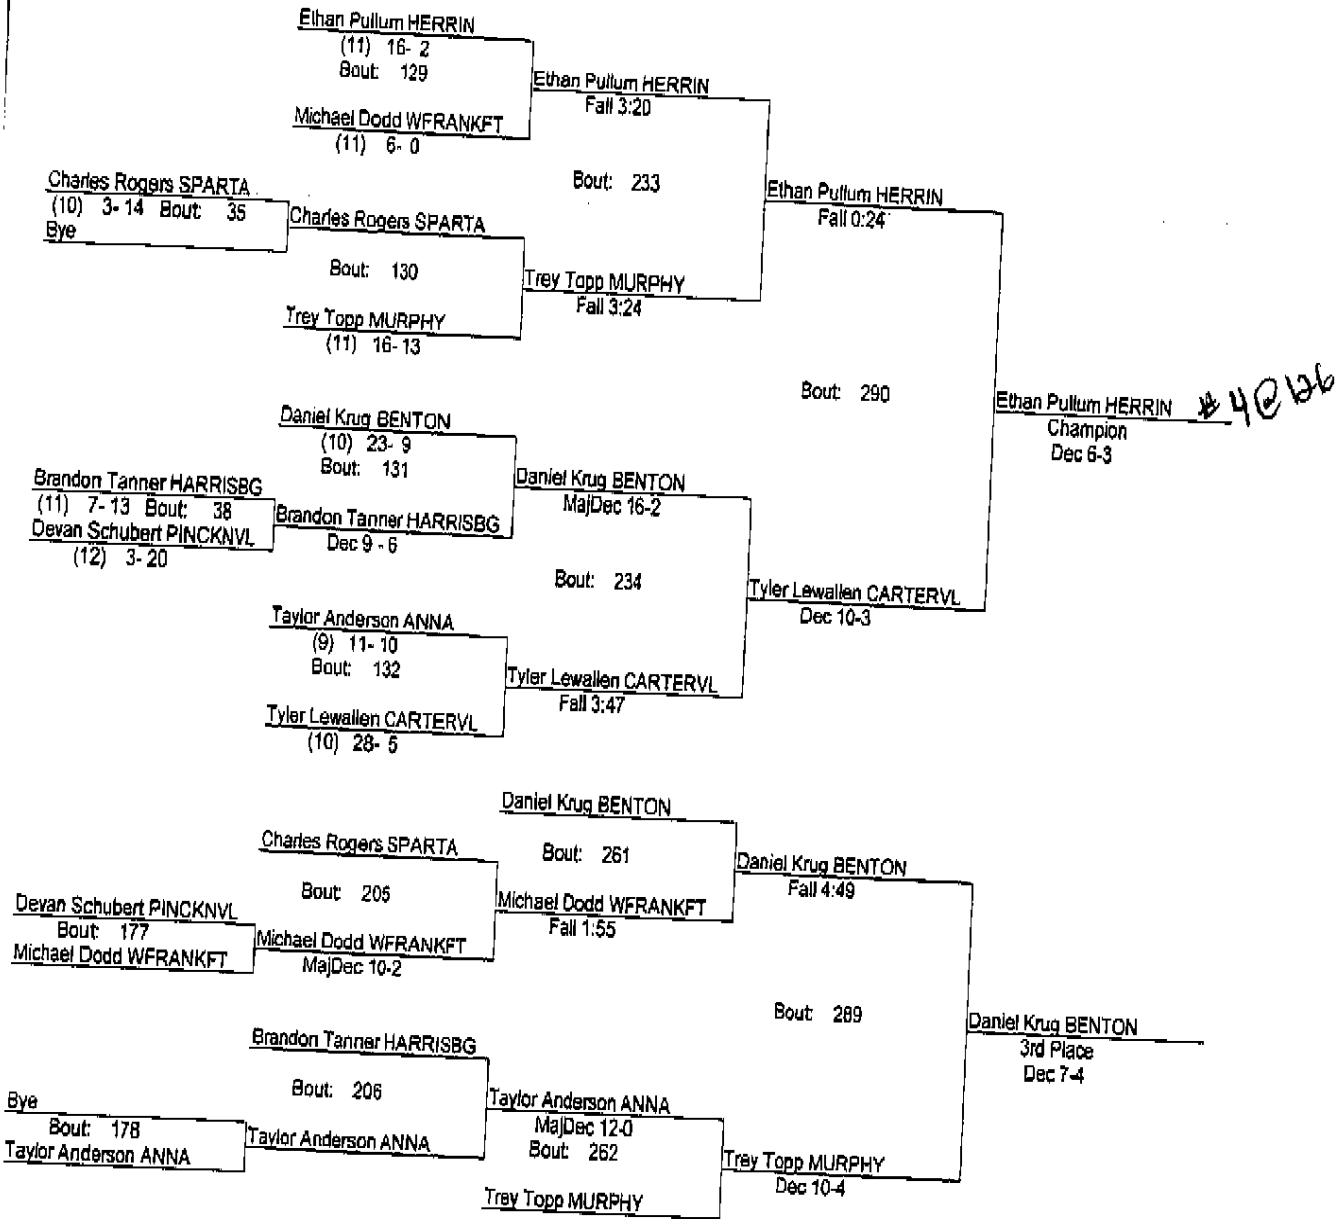 Ethan Pullum HERRIN
(11) 16- 2
Bout: 129
Ethan Pullum HERRIN
Fall 3:20
Michael Dodd WFRANKFT
(11) 6- 0
Bout: 233
Charles Rogers SPARTA
(10) 3- 14 Bout: 35
Bye
Charles Rogers SPARTA
Ethan Pullum HERRIN
Fall 0:24
Bout: 130
Trey Topp MURPHY
Fall 3:24
Trey Topp MURPHY
(11) 16- 13
Bout: 290
Ethan Pullum HERRIN #4@126
Champion
Dec 6-3
Daniel Krug BENTON
(10) 23- 9
Bout: 131
Brandon Tanner HARRISBG
(11) 7- 13 Bout: 38
Devan Schubert PINCKNVL
(12) 3- 20
Brandon Tanner HARRISBG
Dec 9 - 6
Daniel Krug BENTON
MajDec 16-2
Bout: 234
Tyler Lewallen CARTERVL
Dec 10-3
Taylor Anderson ANNA
(9) 11- 10
Bout: 132
Tyler Lewallen CARTERVL
Fall 3:47
Tyler Lewallen CARTERVL
(10) 28- 5
Daniel Krug BENTON
Charles Rogers SPARTA
Bout: 261
Daniel Krug BENTON
Fall 4:49
Bout: 205
Devan Schubert PINCKNVL
Bout: 177
Michael Dodd WFRANKFT
Michael Dodd WFRANKFT
MajDec 10-2
Michael Dodd WFRANKFT
Fall 1:55
Bout: 289
Daniel Krug BENTON
3rd Place
Dec 7-4
Brandon Tanner HARRISBG
Bout: 206
Bye
Bout: 178
Taylor Anderson ANNA
Taylor Anderson ANNA
Taylor Anderson ANNA
MajDec 12-0
Bout: 262
Trey Topp MURPHY
Dec 10-4
Trey Topp MURPHY